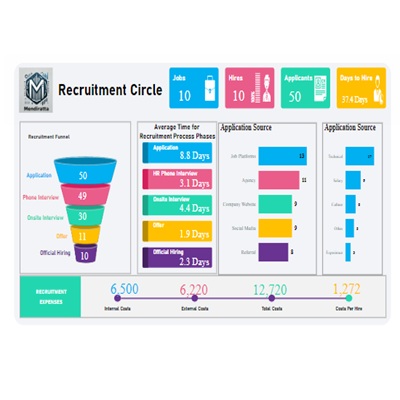 Mendiratta
Recruitment Circle
Jobs
10
Hires
10
Applicants
50
Days to Hire
37.4 Days
Recruitment Funnel
Application
50
Phone Interview
49
Onsite Interview
30
Offer
11
Official Hiring
10
Average Time for
Recruitment Process Phases
Application
8.8 Days
HR Phone Interview
3.1 Days
Onsite Interview
4.4 Days
Offer
1.9 Days
Official Hiring
2.3 Days
Application Source
Job Platforms
Agency
11
Company Website
9
Social Media
9
Referral
8
Application Source
Technical
Salary
Culture
Other
Experience
RECRUITMENT
EXPENSES
6,500
Internal Costs
6,220
External Costs
12,720
Total Costs
1,272
Costs Per Hire